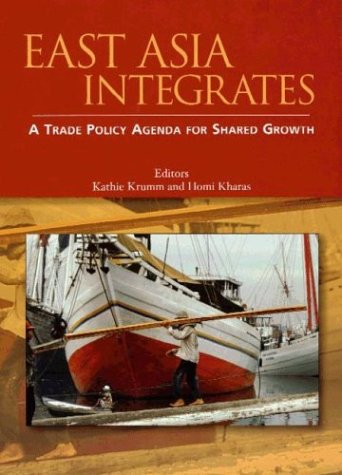 EAST ASIA
INTEGRATES
A TRADE POLICY AGENDA FOR SHARED GROWTH
Editors
Kathie Krumm and Homi Kharas